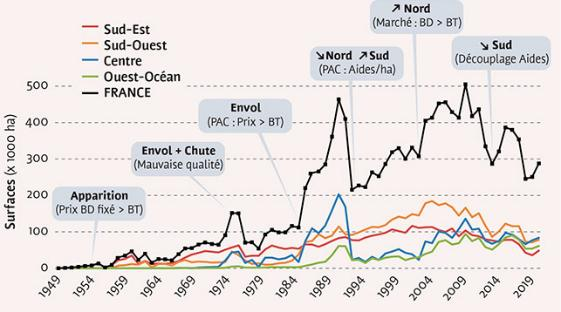 ↗ Nord
(Marché : BD > BT)
↘Nord ↗Sud
(PAC : Aides/ha)
↘ Sud
(Découplage Aides)
Sud-Est
Sud-Ouest
Centre
Ouest-Océan
FRANCE
Envol
(PAC : Prix > BT)
Envol + Chute
(Mauvaise qualité)
Apparition
(Prix BD fixé > BT)
Surfaces (x 1000 ha)
500
400
300
200
100
0
1949 1954 1959 1964 1969 1974 1979 1984 1989 1994 1999 2004 2009 2014 2019